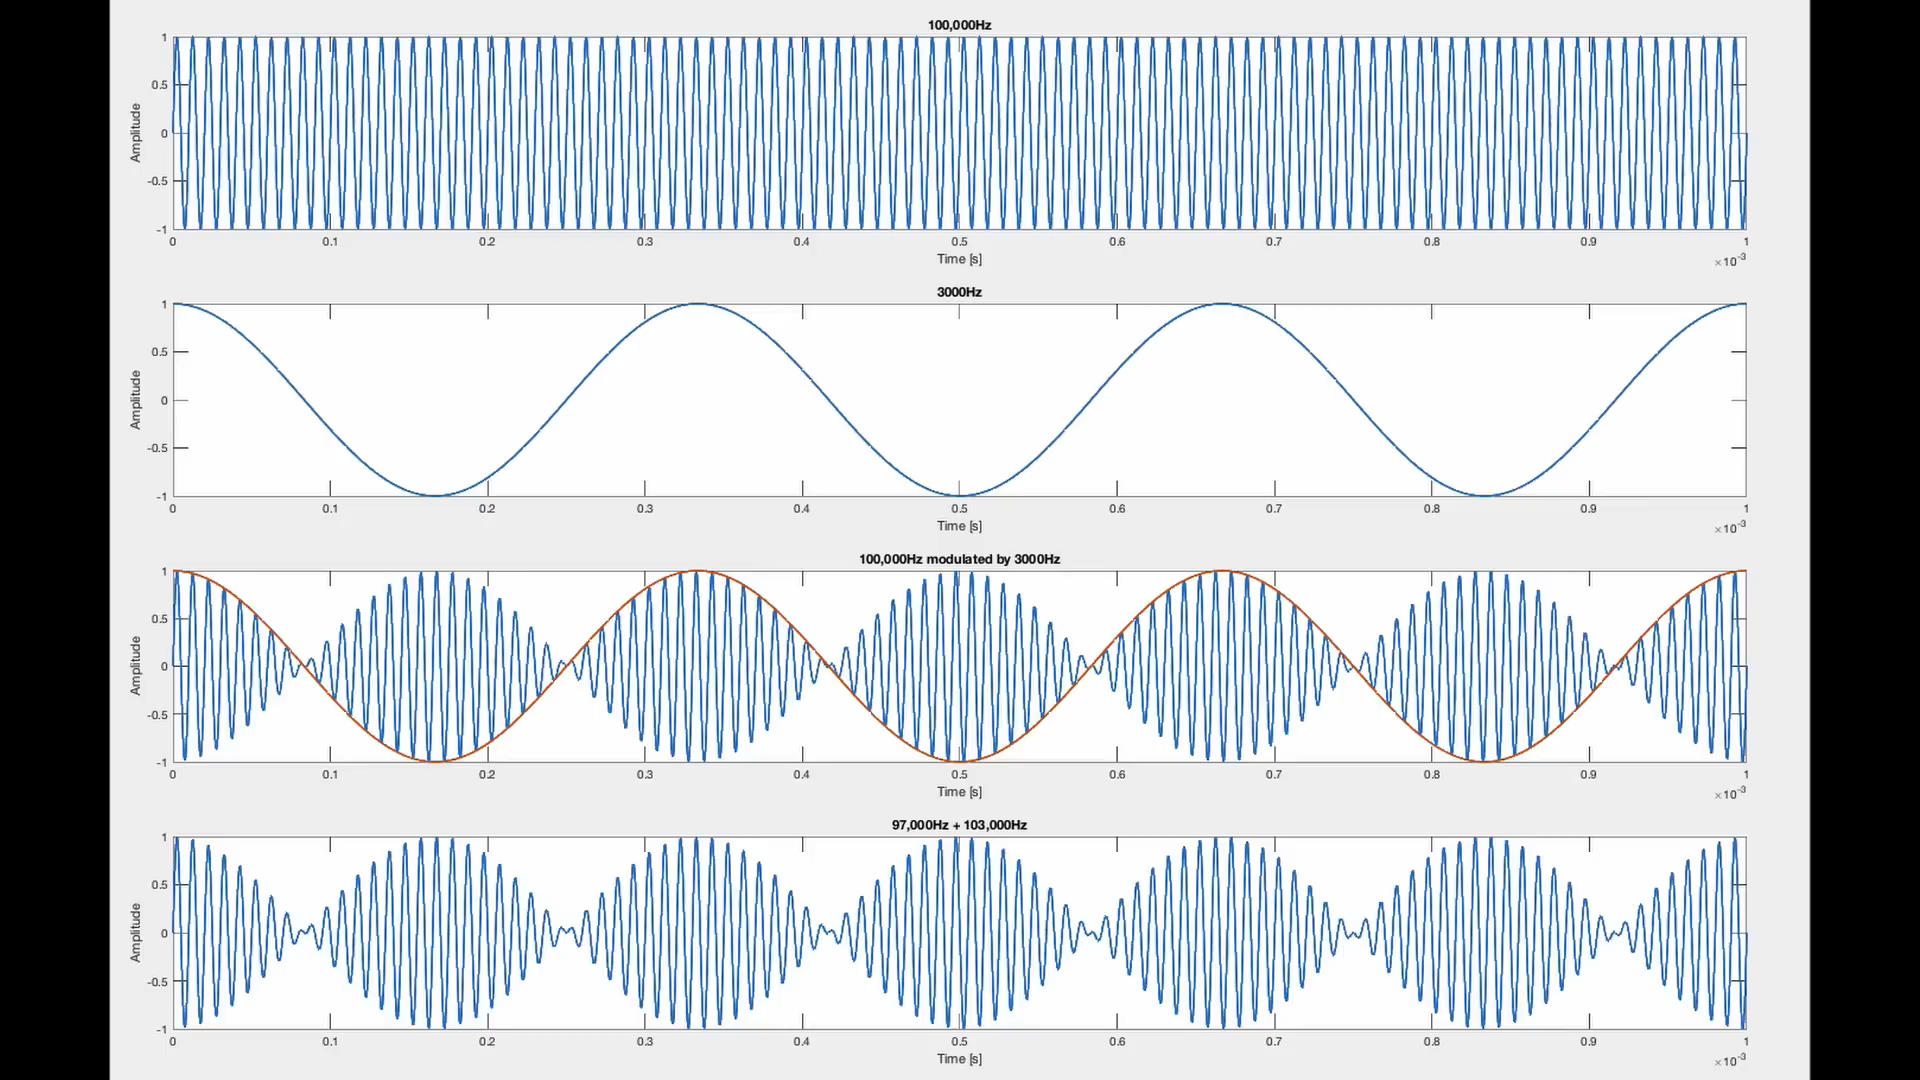 100,000Hz
1
0.5
0
-0.5
-1
Amplitude
0 0.1 0.2 0.3 0.4 0.5 0.6 0.7 0.8 0.9 1
Time [s]
×10⁻³
3000Hz
1
0.5
0
-0.5
-1
Amplitude
0 0.1 0.2 0.3 0.4 0.5 0.6 0.7 0.8 0.9 1
Time [s]
×10⁻³
100,000Hz modulated by 3000Hz
1
0.5
0
-0.5
-1
Amplitude
0 0.1 0.2 0.3 0.4 0.5 0.6 0.7 0.8 0.9 1
Time [s]
×10⁻³
97,000Hz + 103,000Hz
1
0.5
0
-0.5
-1
Amplitude
0 0.1 0.2 0.3 0.4 0.5 0.6 0.7 0.8 0.9 1
Time [s]
×10⁻³